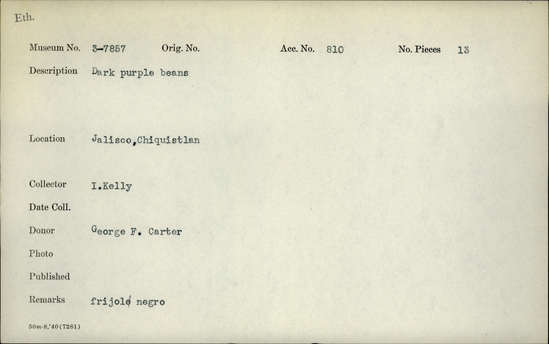 Eth.
Museum No. 3-7857 Orig. No. Acc. No. 810 No. Pieces 13
Description Dark purple beans
Location Jalisco,Chiquistlan
Collector I.Kelly
Date Coll.
Donor George F. Carter
Photo
Published
Remarks frijole negro
50m-8,'40(7261)